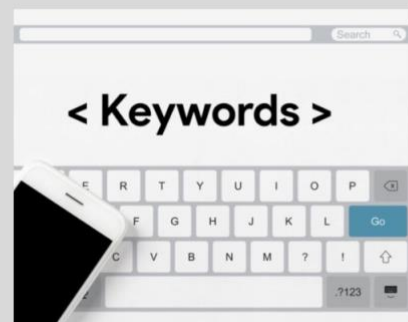 Search
< Keywords >
E R T Y U I O P
F G H J K L Go
C V B N M ? !
.?123